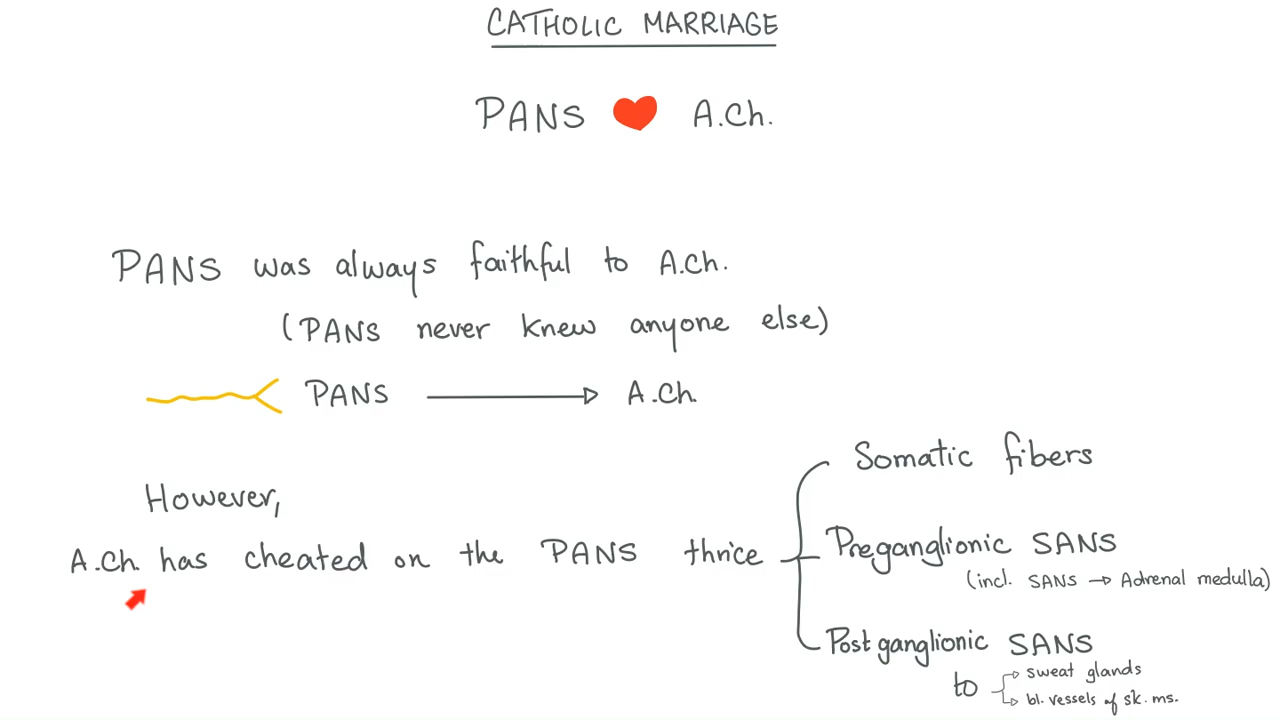 CATHOLIC MARRIAGE
PANS A.Ch.
PANS was always faithful to A.Ch.
(PANS never knew anyone else)
PANS A.Ch.
However,
A.Ch. has cheated on the PANS thrice
Somatic fibers
Preganglionic SANS
(incl. SANS → Adrenal medulla)
Postganglionic SANS
to
sweat glands
bl. vessels of sk. ms.